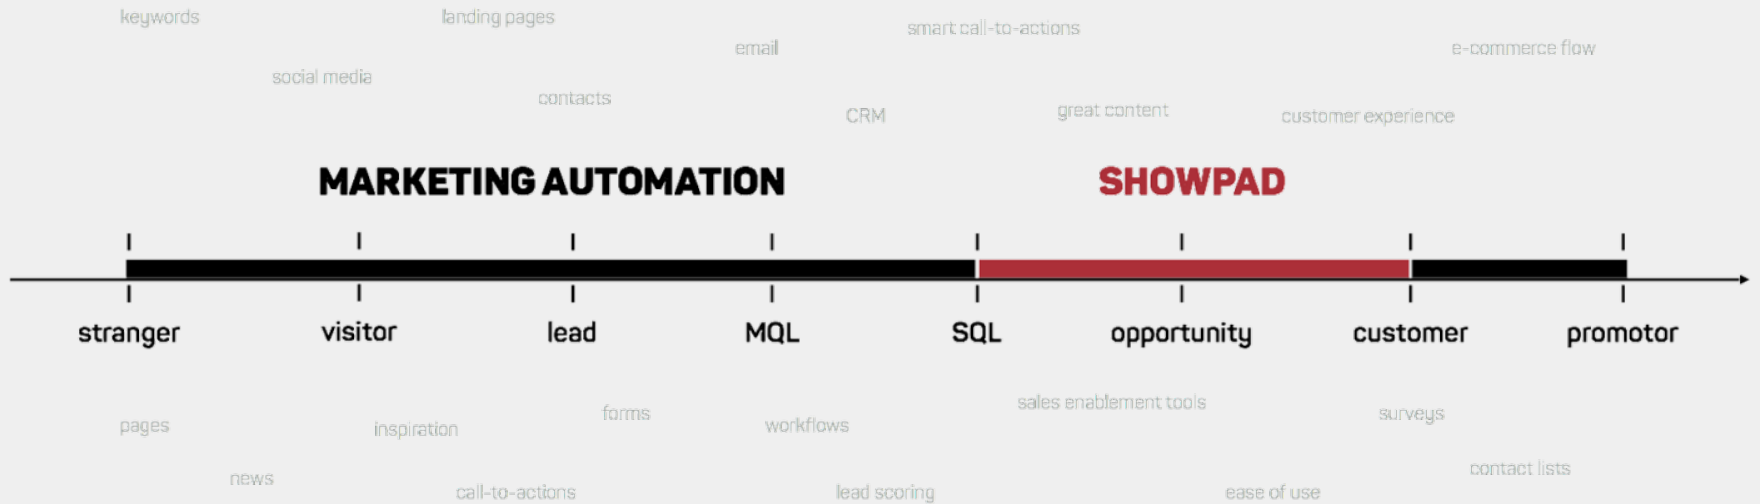 keywords
landing pages
smart call-to-actions
email
e-commerce flow
social media
contacts
great content
CRM
customer experience
MARKETING AUTOMATION
SHOWPAD
stranger
visitor
lead
MQL
SQL
opportunity
customer
promotor
sales enablement tools
forms
surveys
pages
inspiration
workflows
contact lists
news
call-to-actions
lead scoring
ease of use